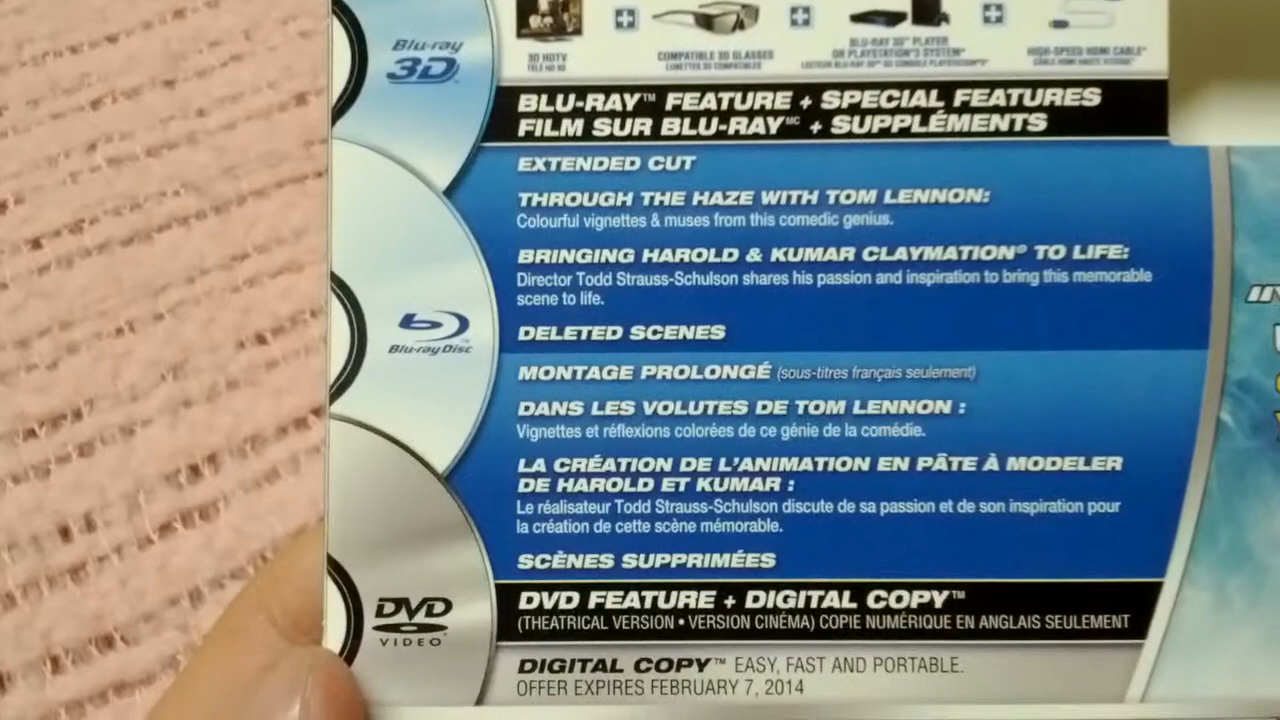 Blu-ray
3D
3D HDTV
TÉLÉ HD 3D
COMPATIBLE 3D GLASSES
LUNETTES 3D COMPATIBLES
BLU-RAY 3D™ PLAYER
OR PLAYSTATION®3 SYSTEM
HIGH-SPEED HDMI CABLE
BLU-RAY™ FEATURE + SPECIAL FEATURES
FILM SUR BLU-RAY MC + SUPPLÉMENTS
EXTENDED CUT
THROUGH THE HAZE WITH TOM LENNON:
Colourful vignettes & muses from this comedic genius.
BRINGING HAROLD & KUMAR CLAYMATION® TO LIFE:
Director Todd Strauss-Schulson shares his passion and inspiration to bring this memorable
scene to life.
DELETED SCENES
Blu-ray Disc
MONTAGE PROLONGÉ (sous-titres français seulement)
DANS LES VOLUTES DE TOM LENNON :
Vignettes et réflexions colorées de ce génie de la comédie.
LA CRÉATION DE L'ANIMATION EN PÂTE À MODELER
DE HAROLD ET KUMAR :
Le réalisateur Todd Strauss-Schulson discute de sa passion et de son inspiration pour
la création de cette scène mémorable.
SCÈNES SUPPRIMÉES
DVD
VIDEO
DVD FEATURE + DIGITAL COPY™
(THEATRICAL VERSION • VERSION CINÉMA) COPIE NUMÉRIQUE EN ANGLAIS SEULEMENT
DIGITAL COPY™ EASY, FAST AND PORTABLE.
OFFER EXPIRES FEBRUARY 7, 2014